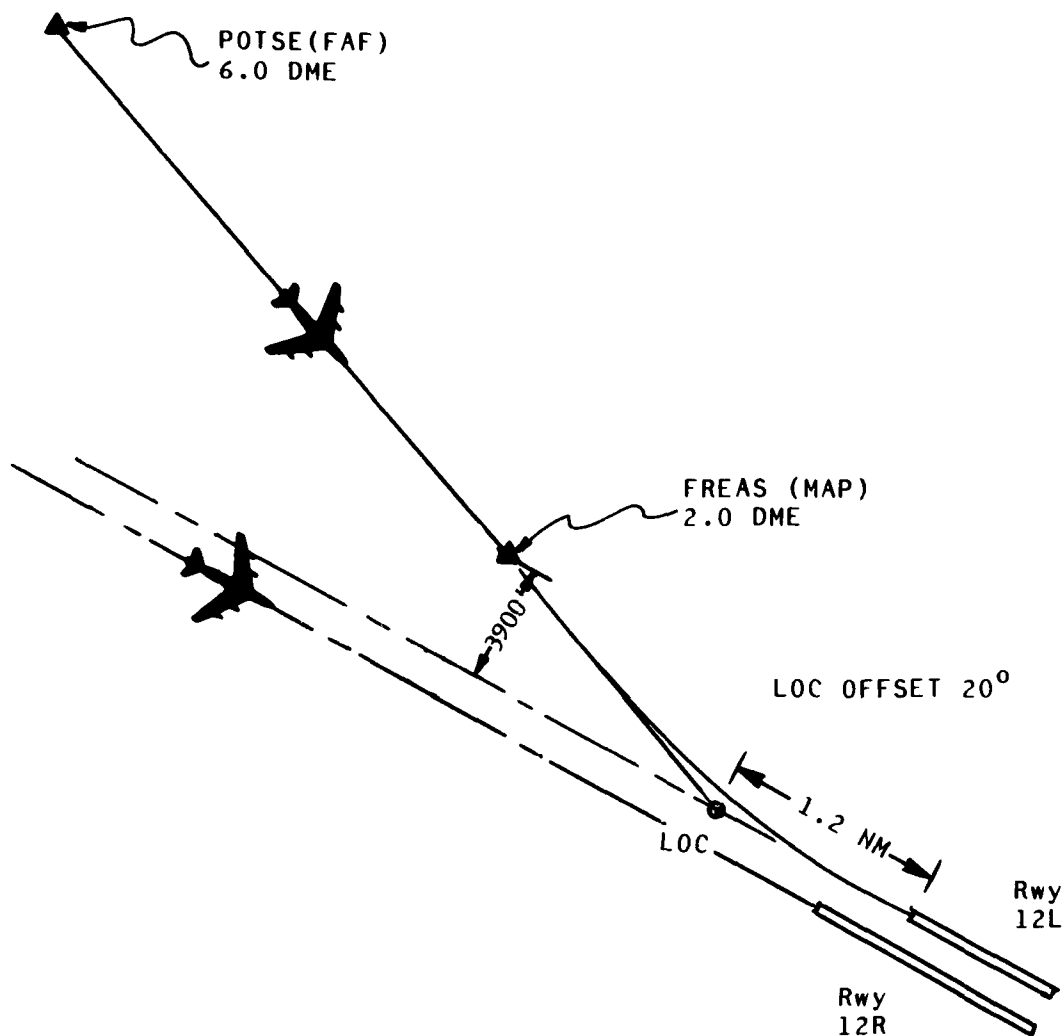 POTSE(FAF)
6.0 DME
FREAS (MAP)
2.0 DME
3900'
LOC OFFSET 20°
1.2 NM
LOC
Rwy
12L
Rwy
12R